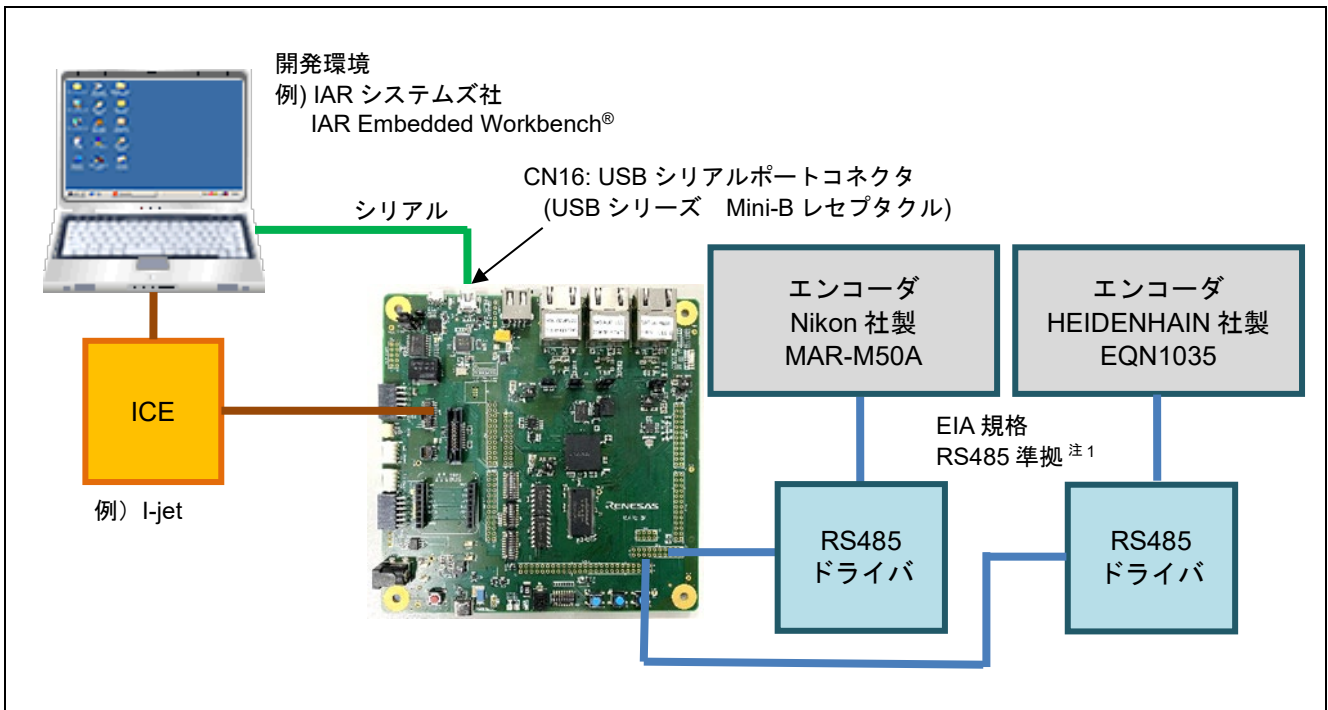 開発環境
例) IAR システムズ社
IAR Embedded Workbench®
CN16: USB シリアルポートコネクタ
(USB シリーズ　Mini-B レセプタクル)
シリアル
エンコーダ
Nikon 社製
MAR-M50A
エンコーダ
HEIDENHAIN 社製
EQN1035
ICE
例）I-jet
EIA 規格
RS485 準拠 注1
RENESAS
RS485
ドライバ
RS485
ドライバ